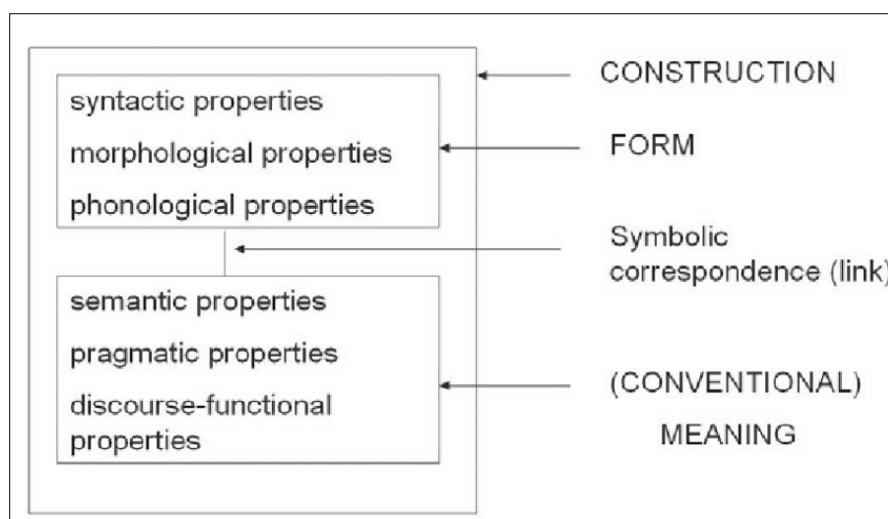 syntactic properties
morphological properties
phonological properties
semantic properties
pragmatic properties
discourse-functional
properties
CONSTRUCTION
FORM
Symbolic
correspondence (link)
(CONVENTIONAL)
MEANING